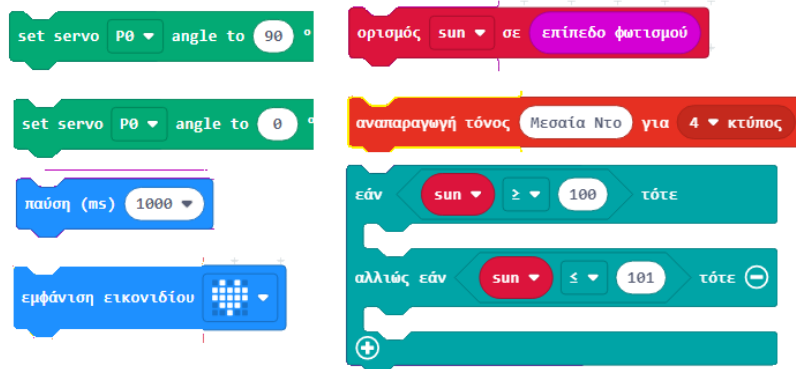 set servo P0 angle to 90 °
set servo P0 angle to 0 °
παύση (ms) 1000
εμφάνιση εικονιδίου
ορισμός sun σε επίπεδο φωτισμού
αναπαραγωγή τόνος Μεσαία Ντο για 4 κτύπος
εάν sun ≥ 100 τότε
αλλιώς εάν sun ≤ 101 τότε